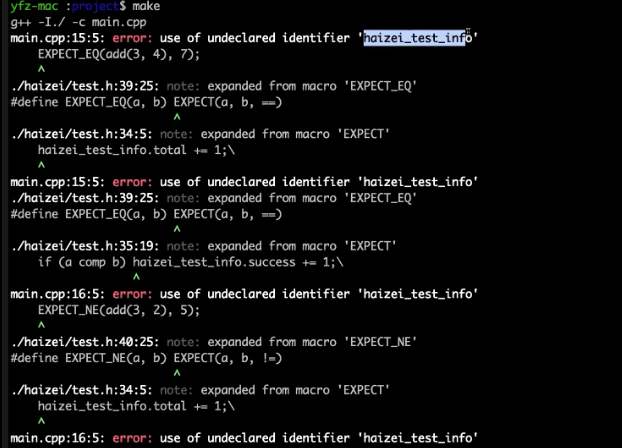 yfz-mac :project$ make
g++ -I./ -c main.cpp
main.cpp:15:5: error: use of undeclared identifier 'haizei_test_info'
    EXPECT_EQ(add(3, 4), 7);
    ^
./haizei/test.h:39:25: note: expanded from macro 'EXPECT_EQ'
#define EXPECT_EQ(a, b) EXPECT(a, b, ==)
                        ^
./haizei/test.h:34:5: note: expanded from macro 'EXPECT'
    haizei_test_info.total += 1;\
    ^
main.cpp:15:5: error: use of undeclared identifier 'haizei_test_info'
./haizei/test.h:39:25: note: expanded from macro 'EXPECT_EQ'
#define EXPECT_EQ(a, b) EXPECT(a, b, ==)
                        ^
./haizei/test.h:35:19: note: expanded from macro 'EXPECT'
    if (a comp b) haizei_test_info.success += 1;\
                  ^
main.cpp:16:5: error: use of undeclared identifier 'haizei_test_info'
    EXPECT_NE(add(3, 2), 5);
    ^
./haizei/test.h:40:25: note: expanded from macro 'EXPECT_NE'
#define EXPECT_NE(a, b) EXPECT(a, b, !=)
                        ^
./haizei/test.h:34:5: note: expanded from macro 'EXPECT'
    haizei_test_info.total += 1;\
    ^
main.cpp:16:5: error: use of undeclared identifier 'haizei_test_info'